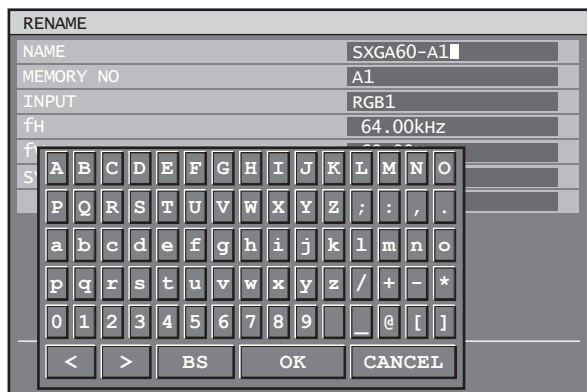 RENAME
NAME SXGA60-A1
MEMORY NO A1
INPUT RGB1
fH 64.00kHz
A B C D E F G H I J K L M N O
P Q R S T U V W X Y Z ; : , .
a b c d e f g h i j k l m n o
p q r s t u v w x y z / + - *
0 1 2 3 4 5 6 7 8 9 _ @ [ ]
< > BS OK CANCEL